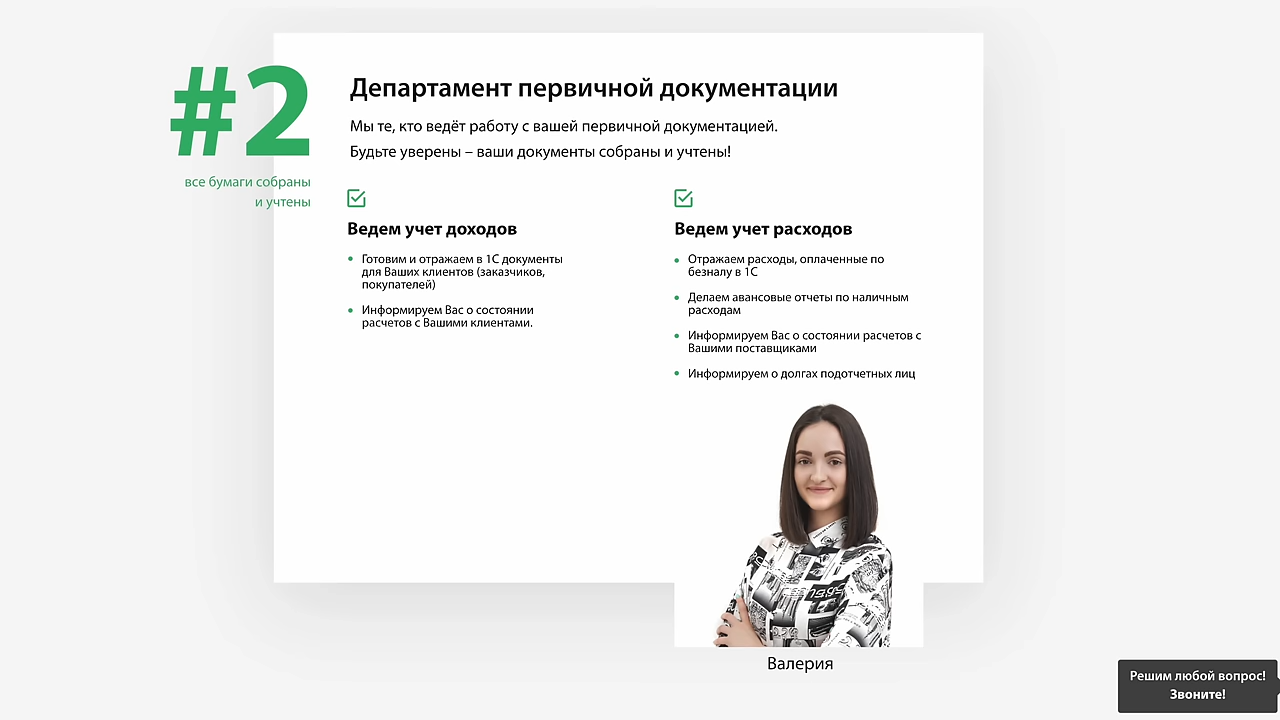 #2
все бумаги собраны
и учтены
Департамент первичной документации
Мы те, кто ведёт работу с вашей первичной документацией.
Будьте уверены – ваши документы собраны и учтены!
Ведем учет доходов
Готовим и отражаем в 1С документы
для Ваших клиентов (заказчиков,
покупателей)
Информируем Вас о состоянии
расчетов с Вашими клиентами.
Ведем учет расходов
Отражаем расходы, оплаченные по
безналу в 1С
Делаем авансовые отчеты по наличным
расходам
Информируем Вас о состоянии расчетов с
Вашими поставщиками
Информируем о долгах подотчетных лиц
Валерия
Решим любой вопрос!
Звоните!